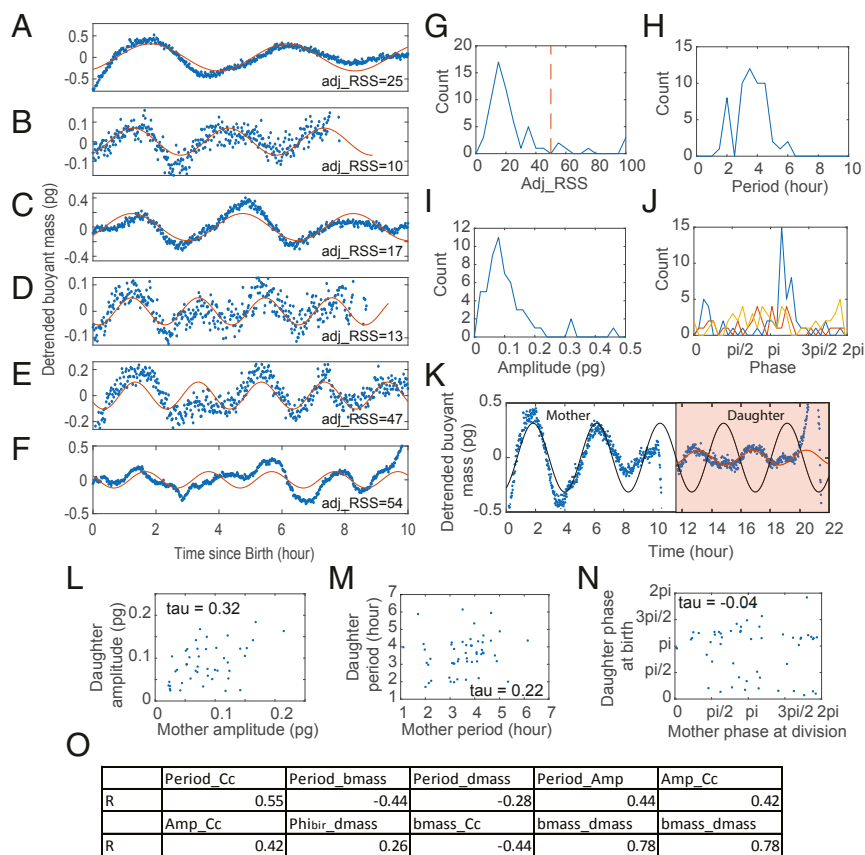 A
0.5
0
-0.5
adj_RSS=25
B
0.1
0
-0.1
adj_RSS=10
C
0.4
0
-0.4
adj_RSS=17
D
0.1
0
-0.1
adj_RSS=13
E
0.2
0
-0.2
adj_RSS=47
F
0.5
0
-0.5
adj_RSS=54
0 2 4 6 8 10
Time since Birth (hour)
Detrended buoyant mass (pg)
G
20
15
10
5
0
Count
0 20 40 60 80 100
Adj_RSS
H
15
10
5
0
Count
0 2 4 6 8 10
Period (hour)
I
12
10
8
6
4
2
0
Count
0 0.1 0.2 0.3 0.4 0.5
Amplitude (pg)
J
15
10
5
0
Count
0 pi/2 pi 3pi/2 2pi
Phase
K
0.5
0
-0.5
Detrended buoyant
mass (pg)
Mother
Daughter
0 2 4 6 8 10 12 14 16 18 20 22
Time (hour)
L
Daughter
amplitude (pg)
0.2
0.1
0
tau = 0.32
0 0.1 0.2
Mother amplitude (pg)
M
Daughter
period (hour)
7
6
5
4
3
2
1
tau = 0.22
1 2 3 4 5 6 7
Mother period (hour)
N
Daughter phase
at birth
2pi
3pi/2
pi
pi/2
0
tau = -0.04
0 pi/2 pi 3pi/2 2pi
Mother phase at division
O
Period_Cc Period_bmass Period_dmass Period_Amp Amp_Cc
R 0.55 -0.44 -0.28 0.44 0.42
Amp_Cc Phibir_dmass bmass_Cc bmass_dmass bmass_dmass
R 0.42 0.26 -0.44 0.78 0.78